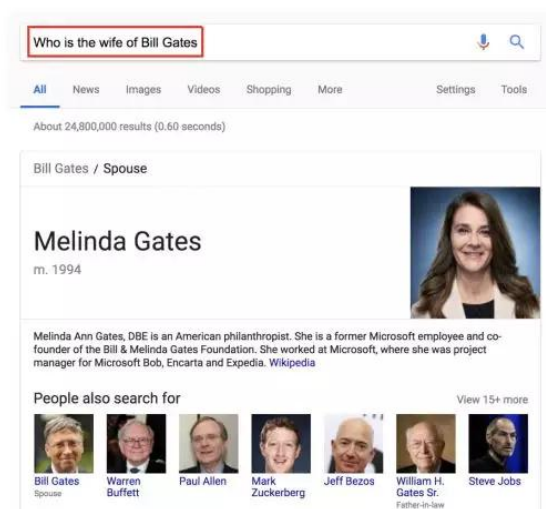 Who is the wife of Bill Gates
All News Images Videos Shopping More Settings Tools
About 24,800,000 results (0.60 seconds)
Bill Gates / Spouse
Melinda Gates
m. 1994
Melinda Ann Gates, DBE is an American philanthropist. She is a former Microsoft employee and co-
founder of the Bill & Melinda Gates Foundation. She worked at Microsoft, where she was project
manager for Microsoft Bob, Encarta and Expedia. Wikipedia
People also search for View 15+ more
Bill Gates
Spouse
Warren
Buffett
Paul Allen
Mark
Zuckerberg
Jeff Bezos
William H.
Gates Sr.
Father-in-law
Steve Jobs